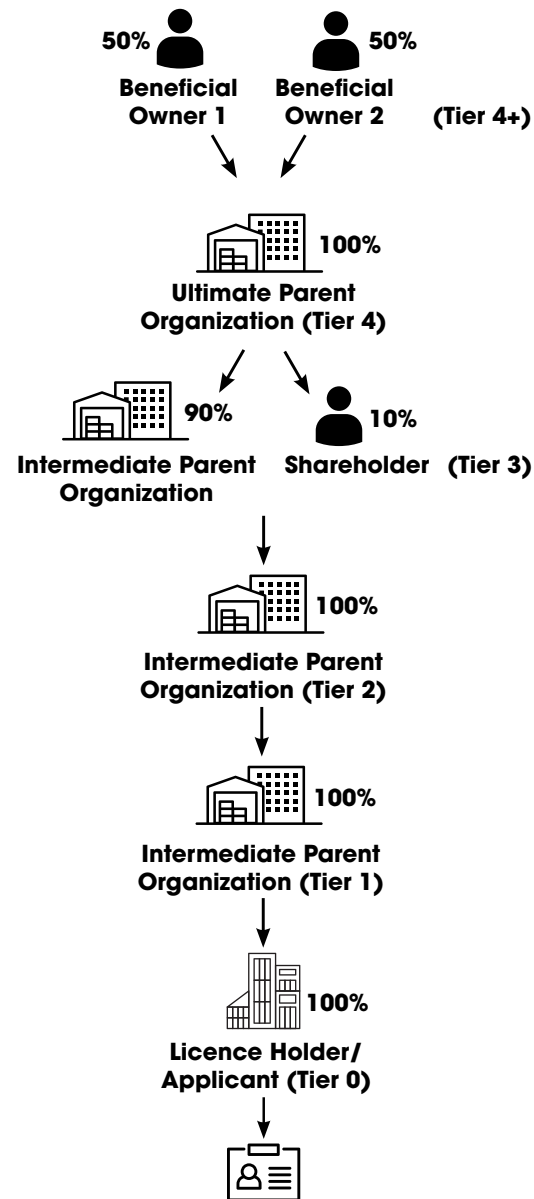 50%
50%
Beneficial
Owner 1
Beneficial
Owner 2
(Tier 4+)
100%
Ultimate Parent
Organization (Tier 4)
90%
10%
Intermediate Parent
Organization
Shareholder
(Tier 3)
100%
Intermediate Parent
Organization (Tier 2)
100%
Intermediate Parent
Organization (Tier 1)
100%
Licence Holder/
Applicant (Tier 0)